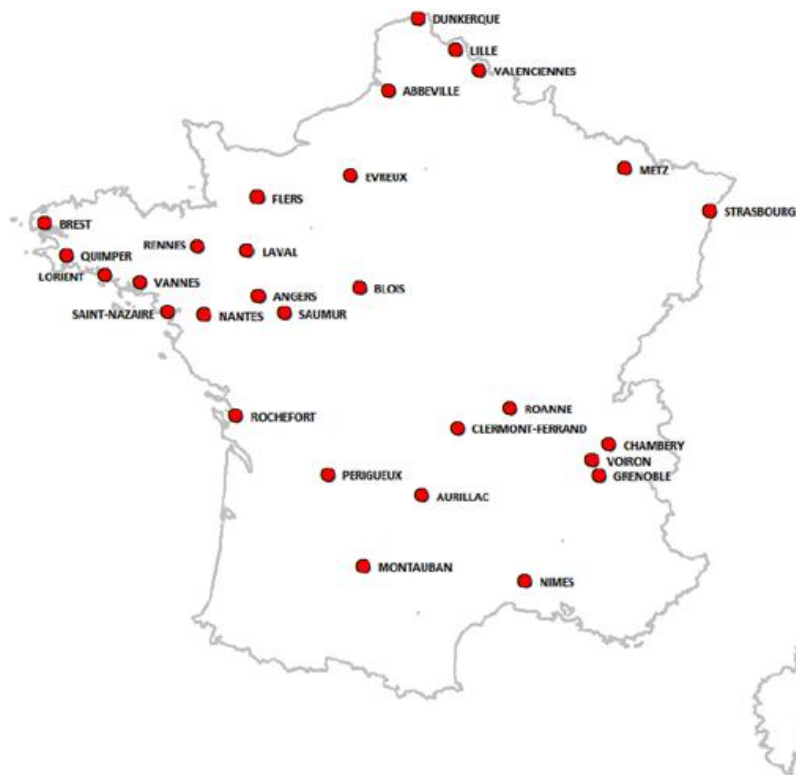 DUNKERQUE
LILLE
VALENCIENNES
ABBEVILLE
METZ
EVREUX
FLERS
STRASBOURG
BREST
RENNES
LAVAL
QUIMPER
LORIENT
VANNES
BLOIS
ANGERS
SAINT-NAZAIRE
NANTES
SAUMUR
ROANNE
ROCHEFORT
CLERMONT-FERRAND
CHAMBERY
VOIRON
PERIGUEUX
GRENOBLE
AURILLAC
MONTAUBAN
NIMES